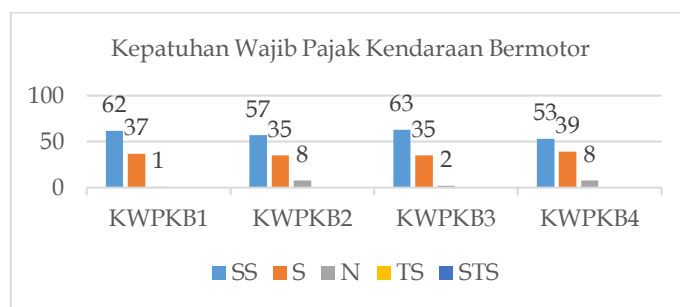 Kepatuhan Wajib Pajak Kendaraan Bermotor
100
50
0
62 37 1
57 35 8
63 35 2
53 39 8
KWPKB1 KWPKB2 KWPKB3 KWPKB4
SS S N TS STS